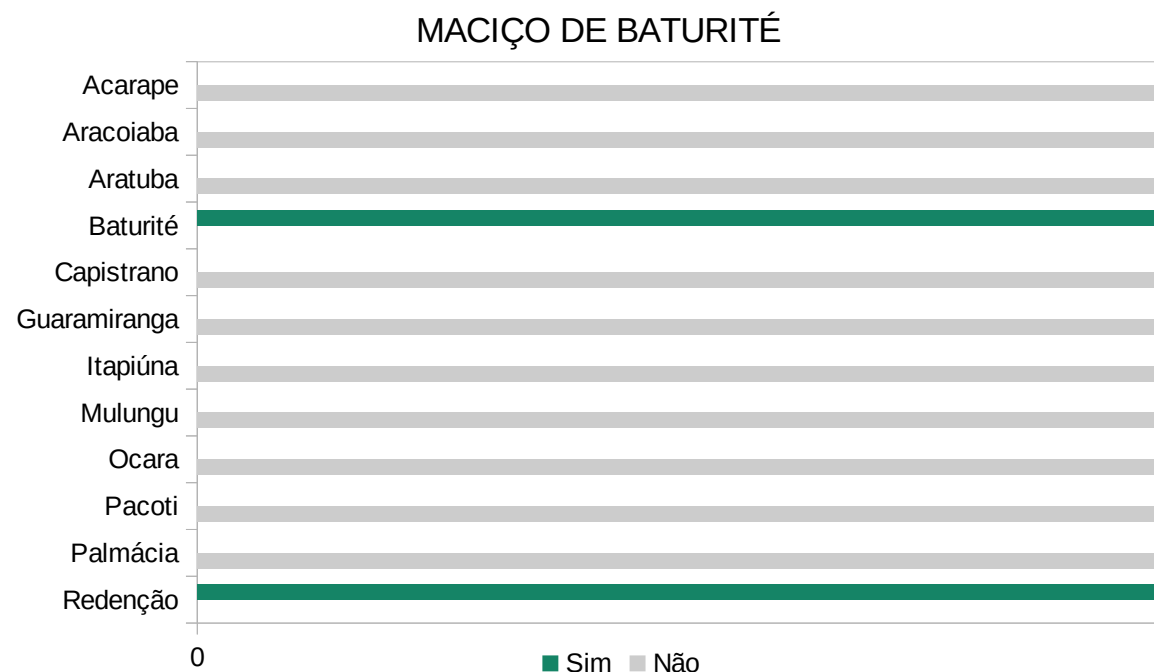 MACIÇO DE BATURITÉ
Acarape
Aracoiaba
Aratuba
Baturité
Capistrano
Guaramiranga
Itapiúna
Mulungu
Ocara
Pacoti
Palmácia
Redenção
0
Sim Não